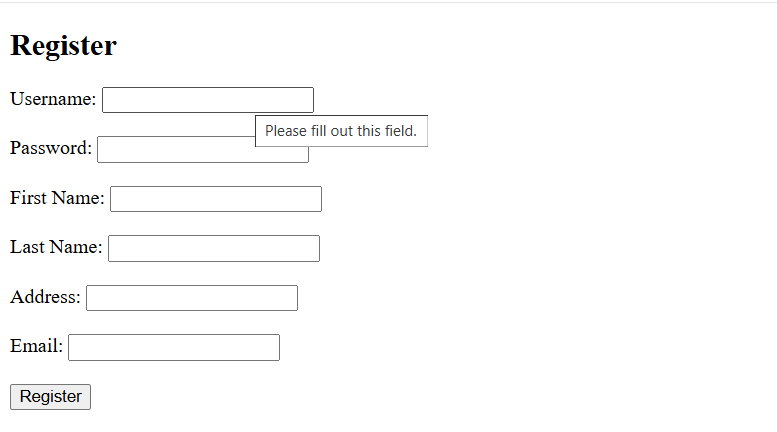 Register
Username:
Please fill out this field.
Password:
First Name:
Last Name:
Address:
Email:
Register